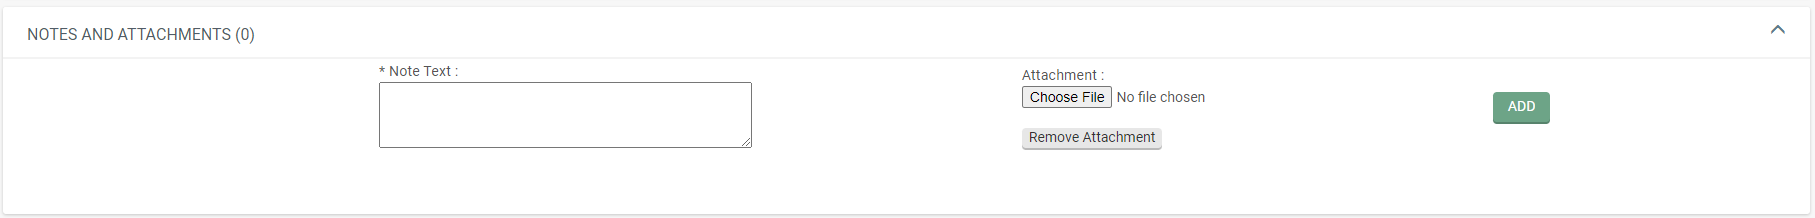 NOTES AND ATTACHMENTS (0)
* Note Text :
Attachment :
Choose File No file chosen
ADD
Remove Attachment